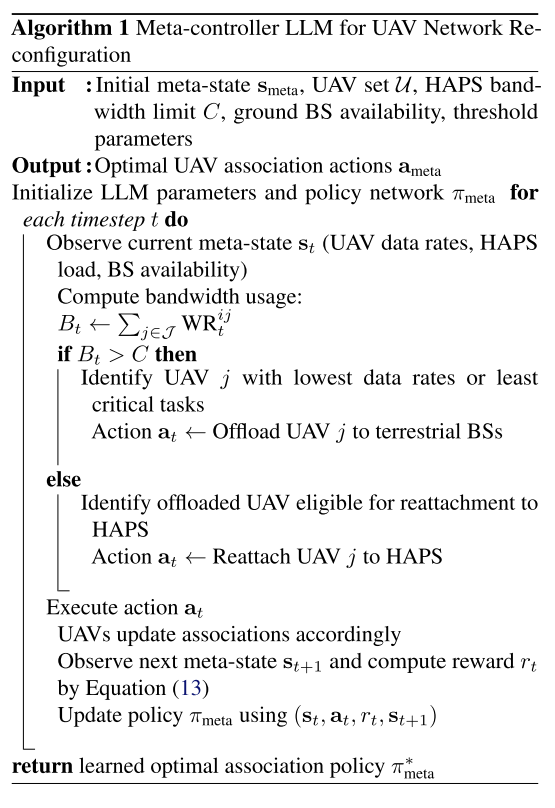 Algorithm 1 Meta-controller LLM for UAV Network Re-
configuration
Input :Initial meta-state s_meta, UAV set 𝒰, HAPS band-
width limit C, ground BS availability, threshold
parameters
Output:Optimal UAV association actions a_meta
Initialize LLM parameters and policy network π_meta for
each timestep t do
Observe current meta-state s_t (UAV data rates, HAPS
load, BS availability)
Compute bandwidth usage:
B_t ← ∑_{j∈𝒥} WR_t^{ij}
if B_t > C then
Identify UAV j with lowest data rates or least
critical tasks
Action a_t ← Offload UAV j to terrestrial BSs
else
Identify offloaded UAV eligible for reattachment to
HAPS
Action a_t ← Reattach UAV j to HAPS
Execute action a_t
UAVs update associations accordingly
Observe next meta-state s_{t+1} and compute reward r_t
by Equation (13)
Update policy π_meta using (s_t, a_t, r_t, s_{t+1})
return learned optimal association policy π*_meta